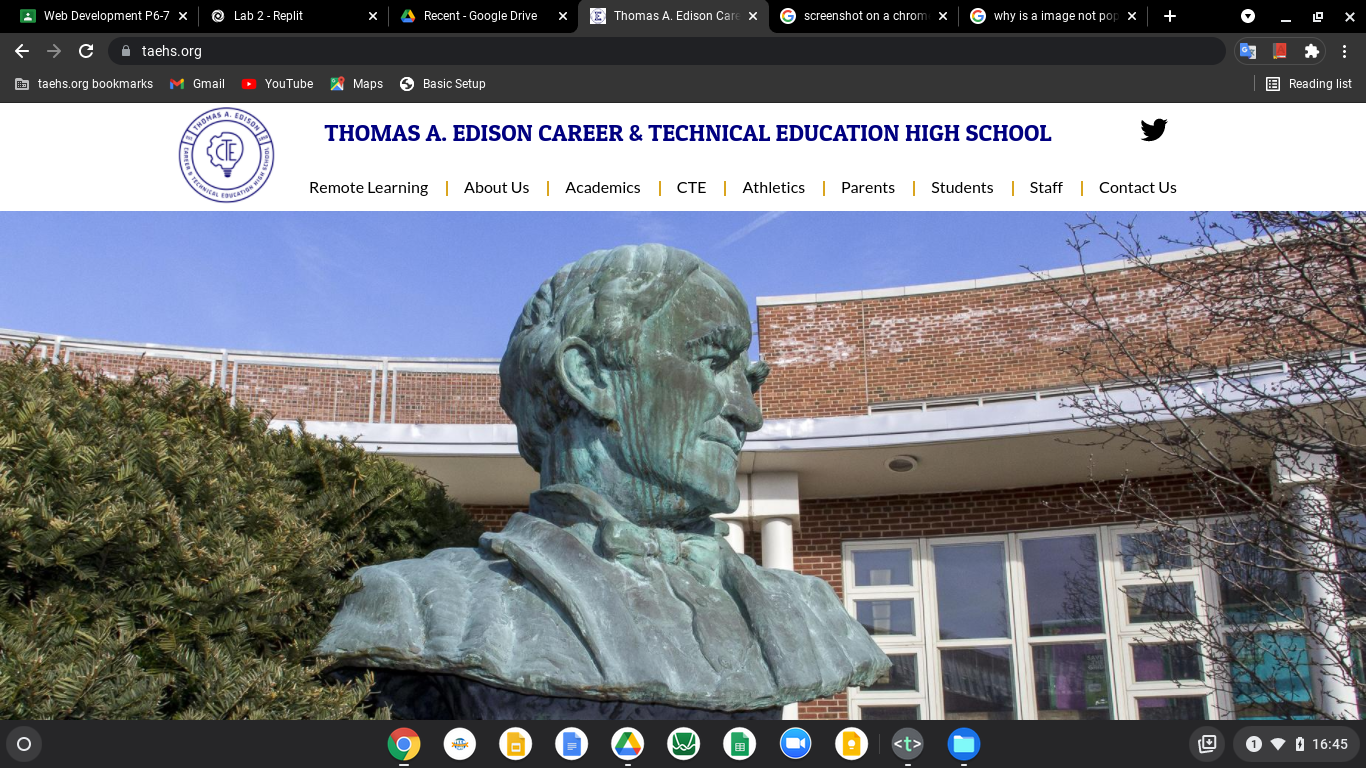 Web Development P6-7
Lab 2 - Replit
Recent - Google Drive
Thomas A. Edison Care
screenshot on a chrom
why is a image not pop
taehs.org
taehs.org bookmarks
Gmail
YouTube
Maps
Basic Setup
Reading list
THOMAS A. EDISON
CTE
CAREER & TECHNICAL EDUCATION HIGH SCHOOL
THOMAS A. EDISON CAREER & TECHNICAL EDUCATION HIGH SCHOOL
Remote Learning | About Us | Academics | CTE | Athletics | Parents | Students | Staff | Contact Us
<t>
1
16:45